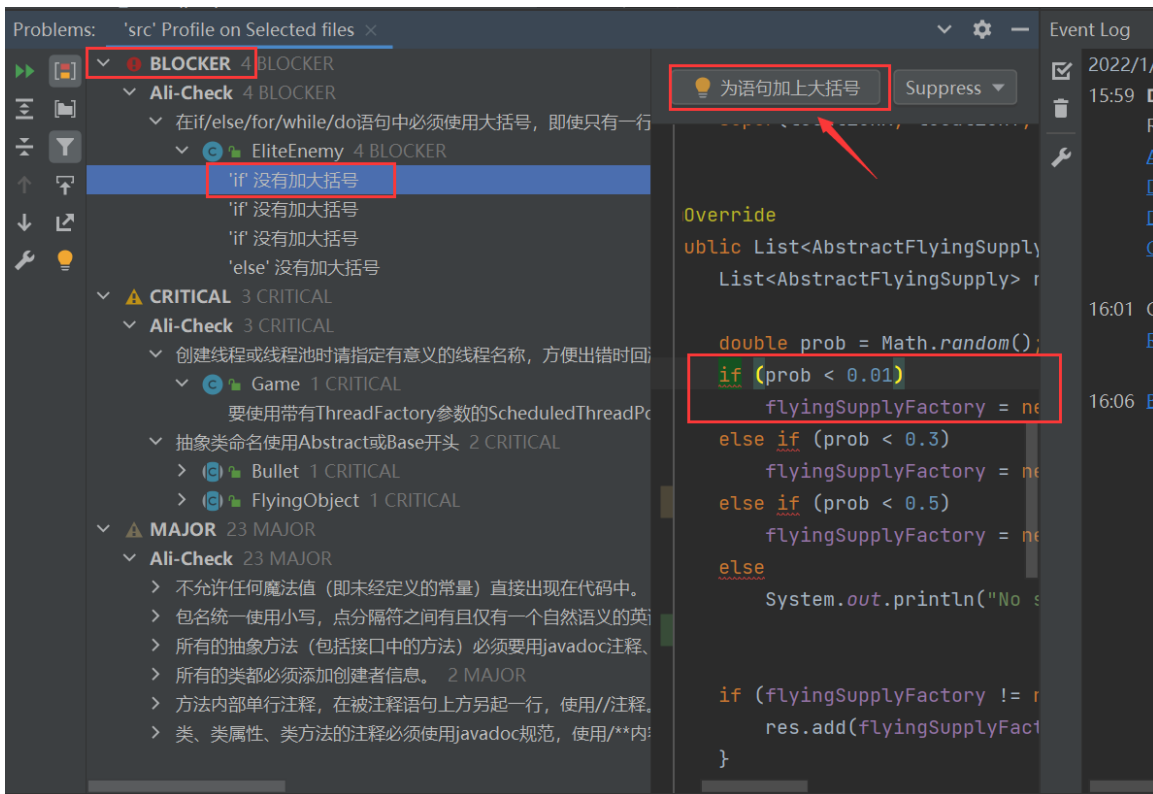 Problems: 'src' Profile on Selected files
BLOCKER 4 BLOCKER
Ali-Check 4 BLOCKER
在if/else/for/while/do语句中必须使用大括号，即使只有一行
EliteEnemy 4 BLOCKER
'if' 没有加大括号
'if' 没有加大括号
'if' 没有加大括号
'else' 没有加大括号
CRITICAL 3 CRITICAL
Ali-Check 3 CRITICAL
创建线程或线程池时请指定有意义的线程名称，方便出错时回
Game 1 CRITICAL
要使用带有ThreadFactory参数的ScheduledThreadPo
抽象类命名使用Abstract或Base开头 2 CRITICAL
Bullet 1 CRITICAL
FlyingObject 1 CRITICAL
MAJOR 23 MAJOR
Ali-Check 23 MAJOR
不允许任何魔法值（即未经定义的常量）直接出现在代码中。
包名统一使用小写，点分隔符之间有且仅有一个自然语义的英
所有的抽象方法（包括接口中的方法）必须要用javadoc注释、
所有的类都必须添加创建者信息。 2 MAJOR
方法内部单行注释，在被注释语句上方另起一行，使用//注释。
类、类属性、类方法的注释必须使用javadoc规范，使用/**内
为语句加上大括号
Suppress
Override
ublic List<AbstractFlyingSupply
List<AbstractFlyingSupply> r
double prob = Math.random();
if (prob < 0.01)
flyingSupplyFactory = ne
else if (prob < 0.3)
flyingSupplyFactory = ne
else if (prob < 0.5)
flyingSupplyFactory = ne
else
System.out.println("No s
if (flyingSupplyFactory !=
res.add(flyingSupplyFact
}
Event Log
2022/1/
15:59
16:01
16:06